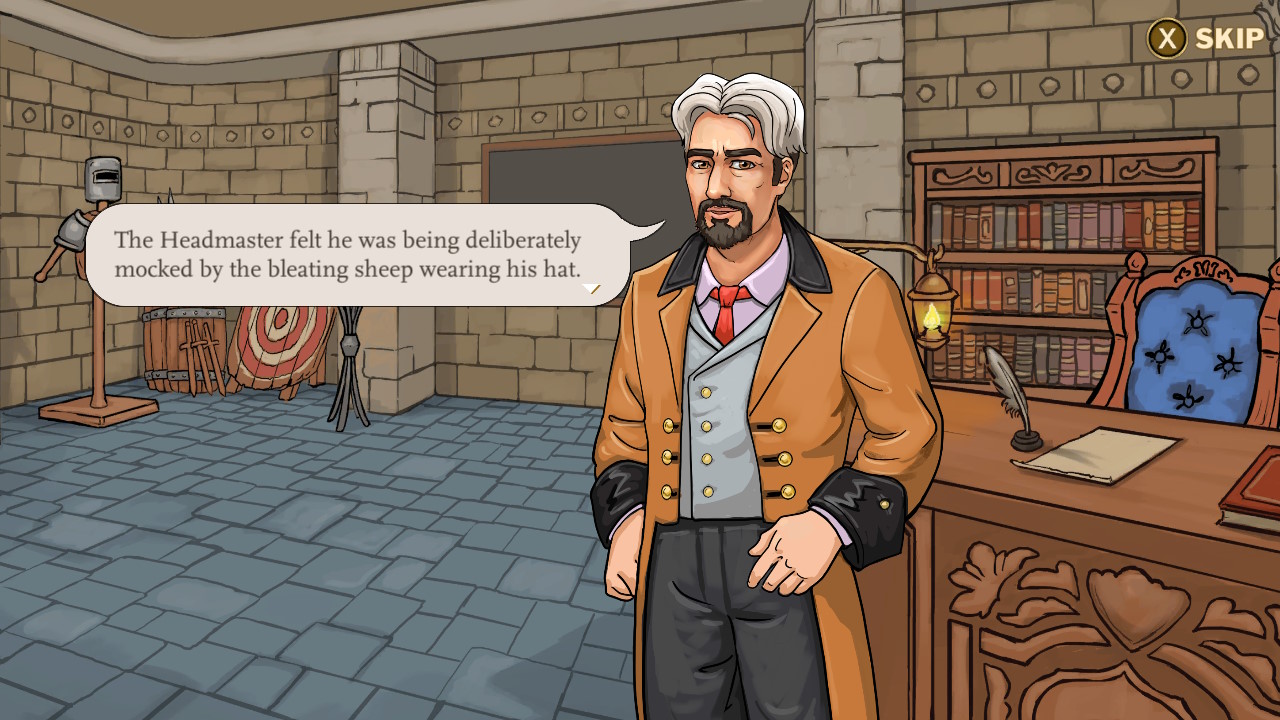 X SKIP
The Headmaster felt he was being deliberately
mocked by the bleating sheep wearing his hat.